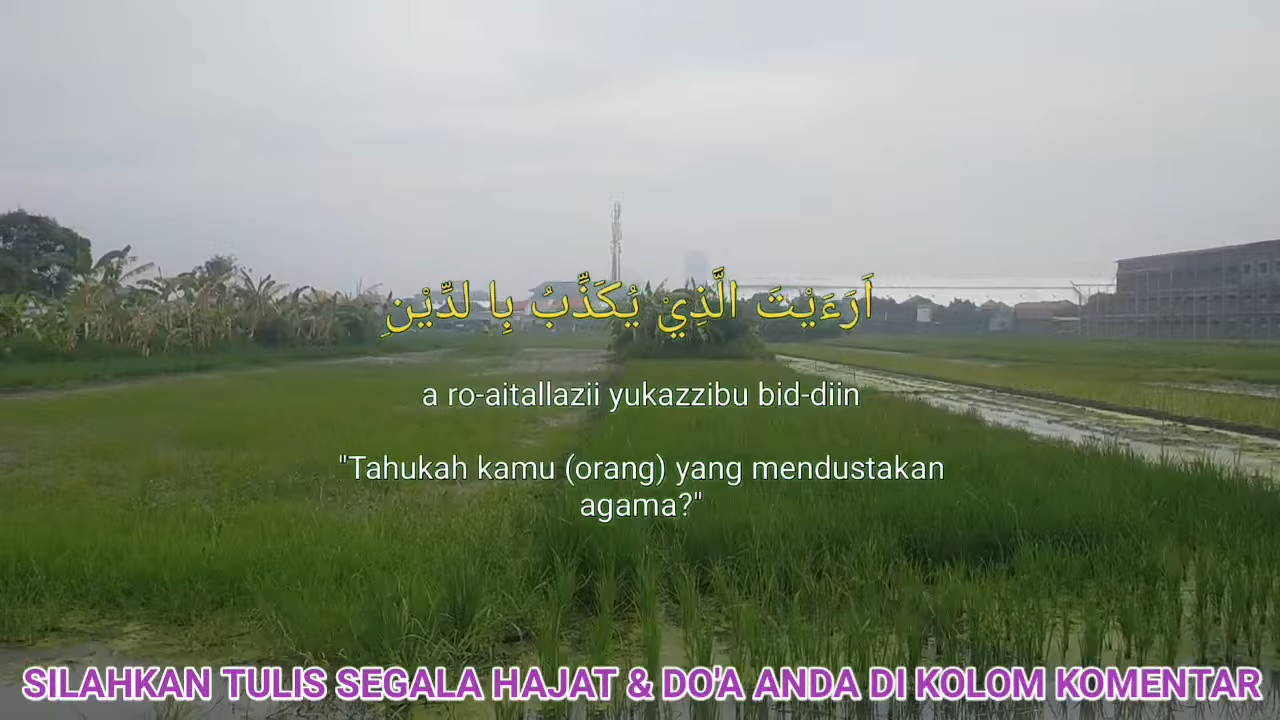 اَرَءَيْتَ الَّذِيْ يُكَذِّبُ بِا لدِّيْنِ
a ro-aitallazii yukazzibu bid-diin
"Tahukah kamu (orang) yang mendustakan
agama?"
SILAHKAN TULIS SEGALA HAJAT & DO'A ANDA DI KOLOM KOMENTAR